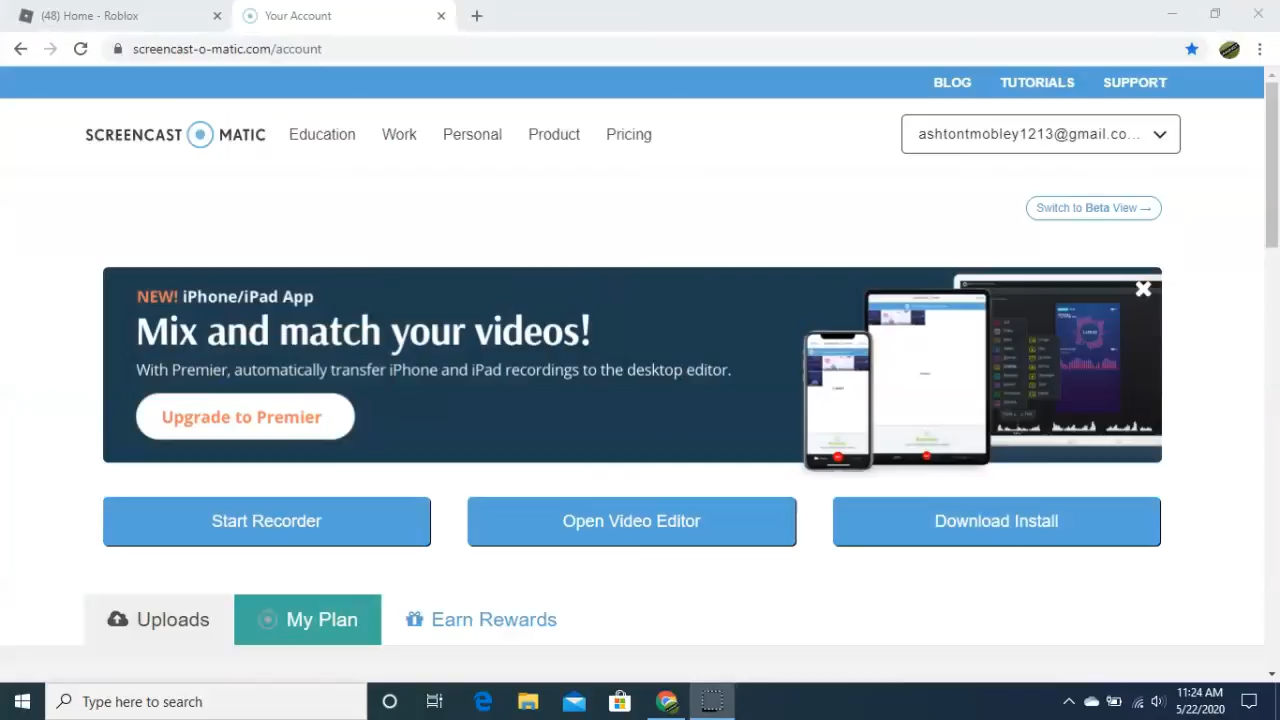 (48) Home - Roblox
Your Account
screencast-o-matic.com/account
BLOG TUTORIALS SUPPORT
SCREENCAST MATIC Education Work Personal Product Pricing
ashtontmobley1213@gmail.co...
Switch to Beta View →
NEW! iPhone/iPad App
Mix and match your videos!
With Premier, automatically transfer iPhone and iPad recordings to the desktop editor.
Upgrade to Premier
Start Recorder
Open Video Editor
Download Install
Uploads
My Plan
Earn Rewards
Type here to search
11:24 AM
5/22/2020